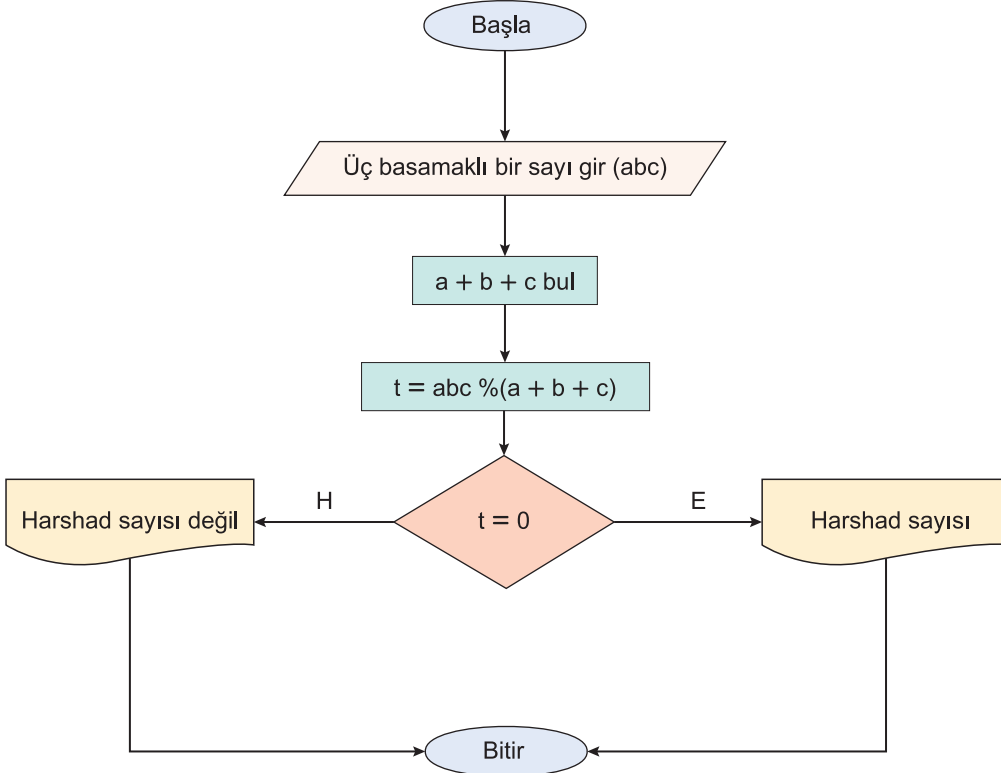 Başla
Üç basamaklı bir sayı gir (abc)
a + b + c bul
t = abc %(a + b + c)
H
E
Harshad sayısı değil
t = 0
Harshad sayısı
Bitir